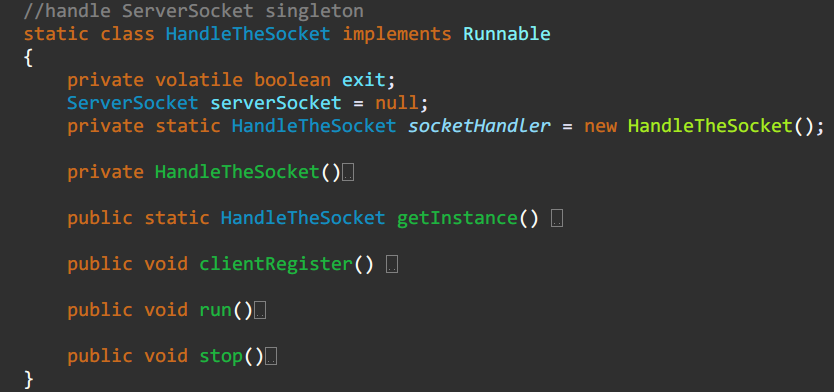 //handle ServerSocket singleton
static class HandleTheSocket implements Runnable
{
private volatile boolean exit;
ServerSocket serverSocket = null;
private static HandleTheSocket socketHandler = new HandleTheSocket();
private HandleTheSocket()
public static HandleTheSocket getInstance()
public void clientRegister()
public void run()
public void stop()
}